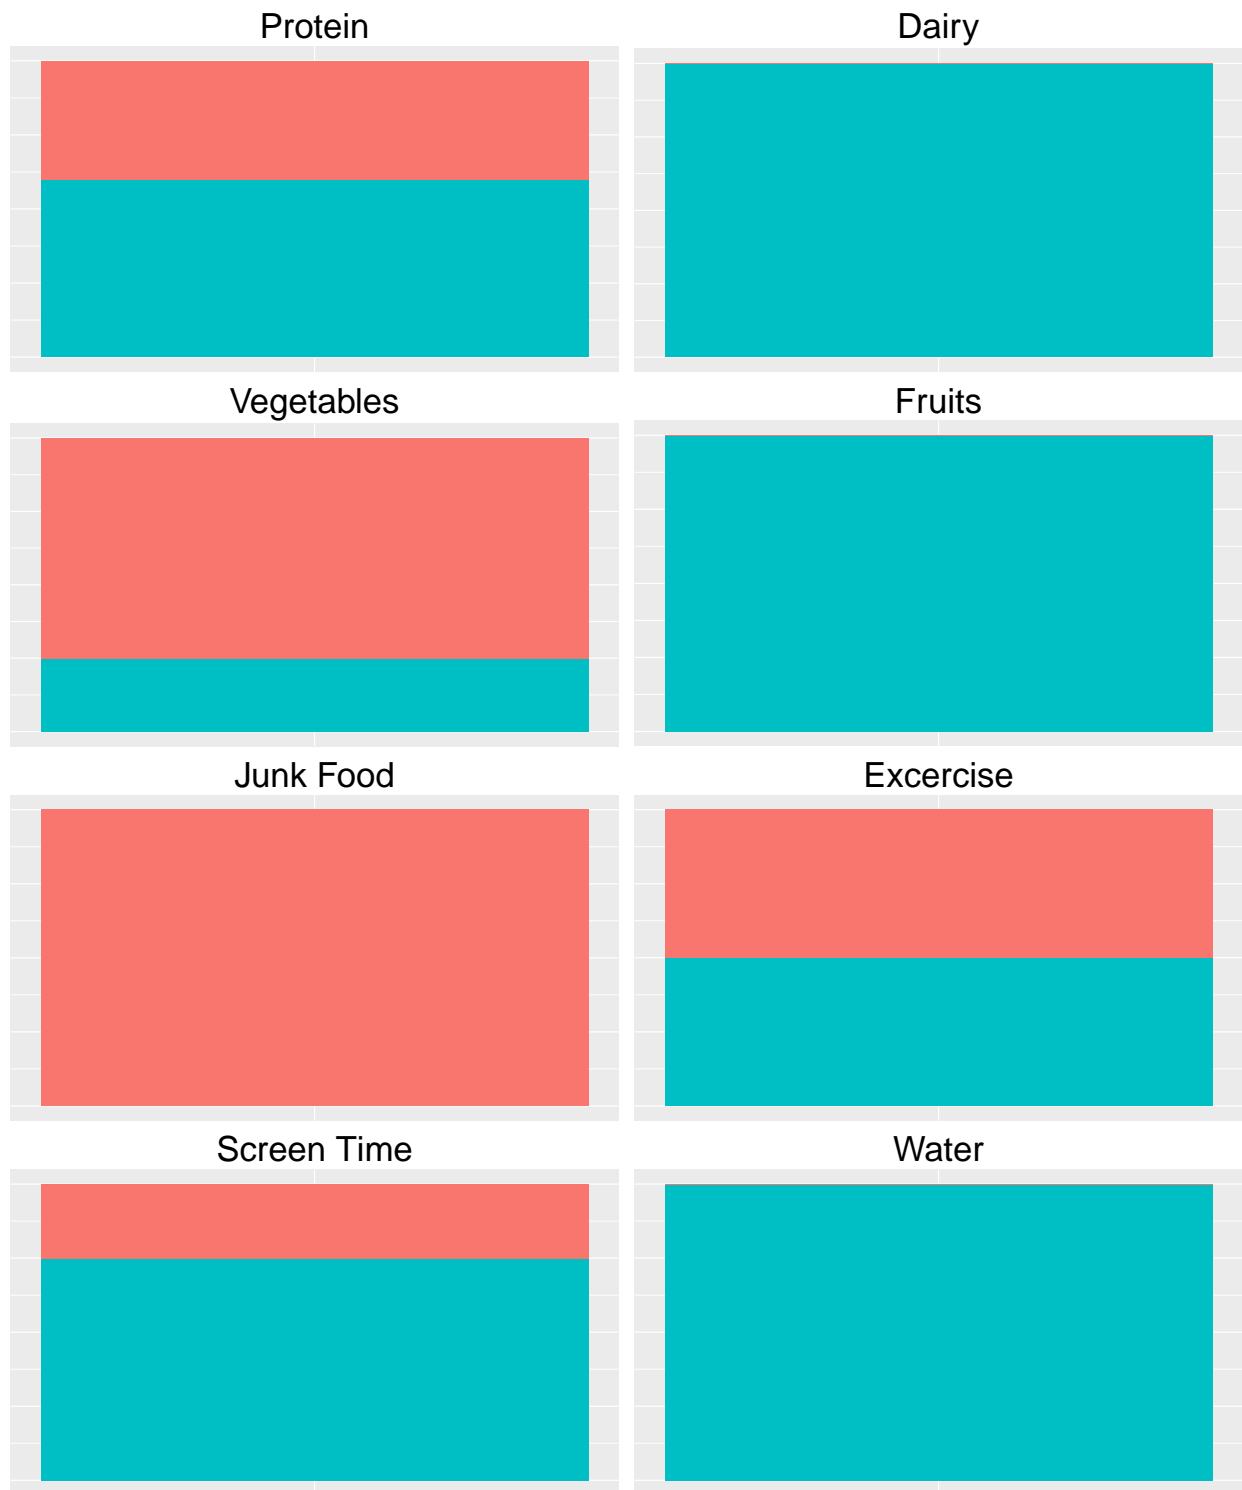 Protein
Dairy
Vegetables
Fruits
Junk Food
Excercise
Screen Time
Water